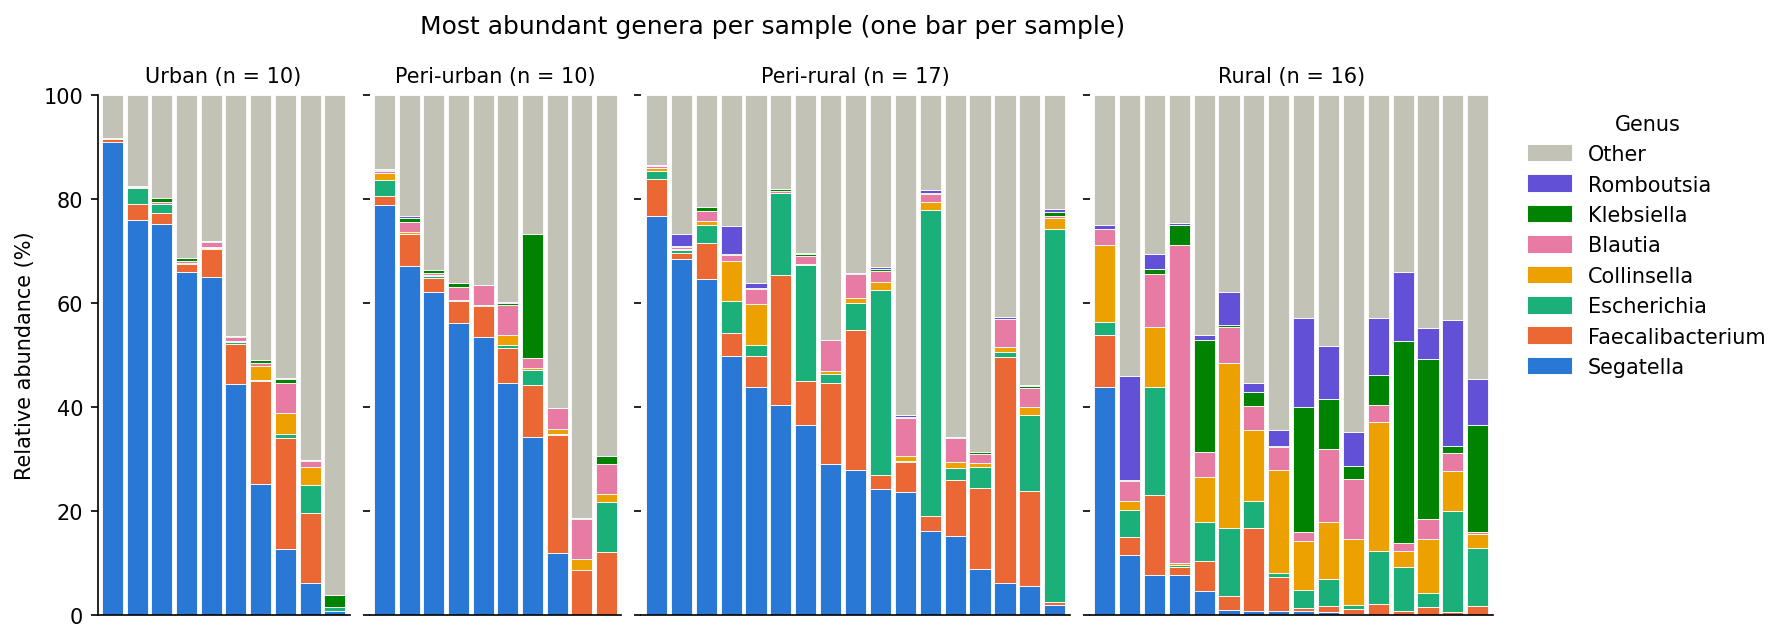 Most abundant genera per sample (one bar per sample)
Urban (n = 10)
Peri-urban (n = 10)
Peri-rural (n = 17)
Rural (n = 16)
Relative abundance (%)
100
80
60
40
20
0
Genus
Other
Romboutsia
Klebsiella
Blautia
Collinsella
Escherichia
Faecalibacterium
Segatella